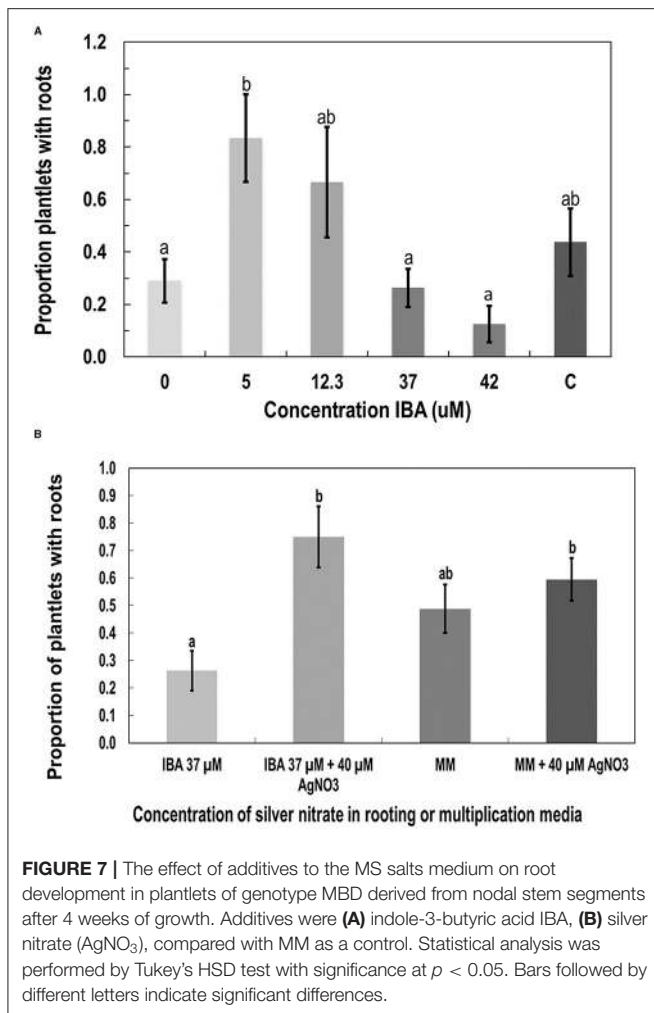 A
Proportion plantlets with roots
1.2
1.0
0.8
0.6
0.4
0.2
0.0
a
b
ab
a
a
ab
0 5 12.3 37 42 C
Concentration IBA (uM)
B
Proportion of plantlets with roots
1.0
0.9
0.8
0.7
0.6
0.5
0.4
0.3
0.2
0.1
0.0
a
b
ab
b
IBA 37 µM IBA 37 µM + 40 µM MM MM + 40 µM AgNO3
AgNO3
Concentration of silver nitrate in rooting or multiplication media
FIGURE 7 | The effect of additives to the MS salts medium on root
development in plantlets of genotype MBD derived from nodal stem segments
after 4 weeks of growth. Additives were (A) indole-3-butyric acid IBA, (B) silver
nitrate (AgNO₃), compared with MM as a control. Statistical analysis was
performed by Tukey's HSD test with significance at p < 0.05. Bars followed by
different letters indicate significant differences.